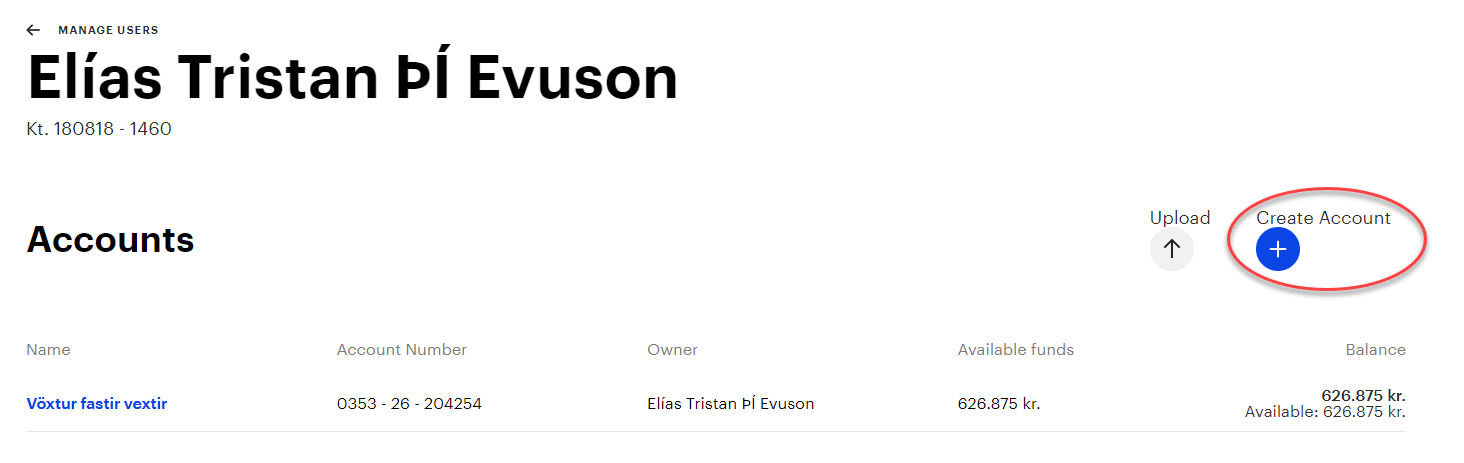 MANAGE USERS
Elías Tristan ÞÍ Evuson
Kt. 180818 - 1460
Accounts
Upload
Create Account
Name Account Number Owner Available funds Balance
Vöxtur fastir vextir 0353 - 26 - 204254 Elías Tristan ÞÍ Evuson 626.875 kr. 626.875 kr.
Available: 626.875 kr.